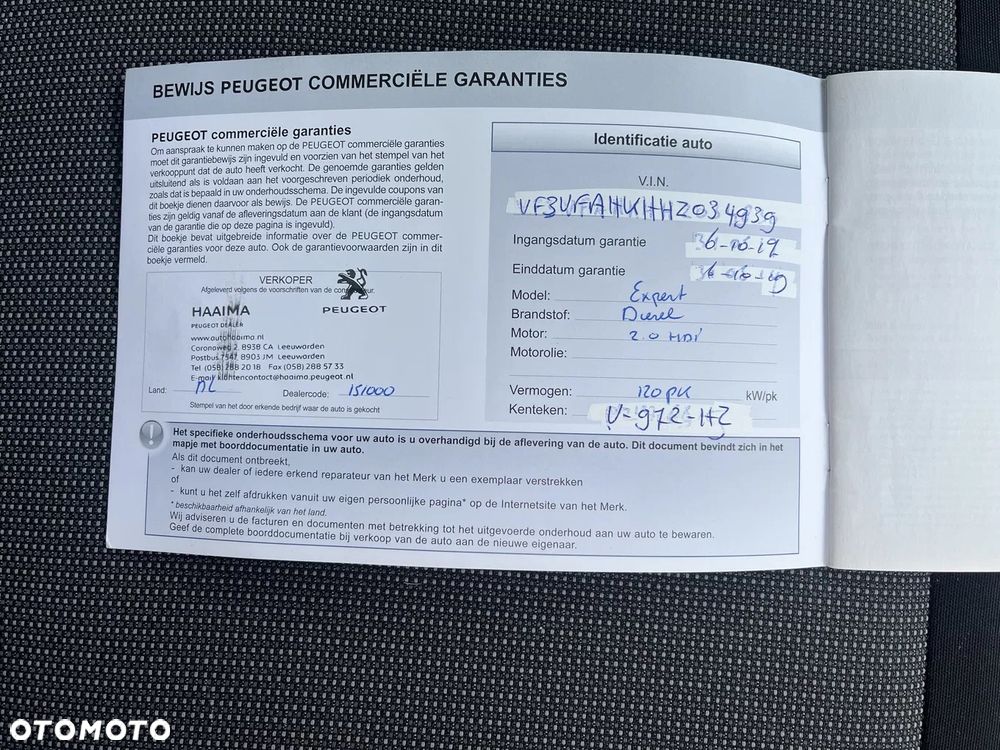 BEWIJS PEUGEOT COMMERCIËLE GARANTIES
PEUGEOT commerciële garanties
Om aanspraak te kunnen maken op de PEUGEOT commerciële garanties
moet dit garantiebewijs zijn ingevuld en voorzien van het stempel van het
verkooppunt dat de auto heeft verkocht. De genoemde garanties gelden
uitsluitend als is voldaan aan het voorgeschreven periodiek onderhoud,
zoals dat is bepaald in uw onderhoudsschema. De ingevulde coupons van
dit boekje dienen daarvoor als bewijs. De PEUGEOT commerciële garan-
ties zijn geldig vanaf de afleveringsdatum aan de klant (de ingangsdatum
van de garantie die op deze pagina is ingevuld).
Dit boekje bevat uitgebreide informatie over de PEUGEOT commer-
ciële garanties voor deze auto. Ook de garantievoorwaarden zijn in dit
boekje vermeld.
VERKOPER
Afgeleverd volgens de voorschriften van de
HAAIMA
PEUGEOT DEALER
PEUGEOT
www.autohaaima.nl
Coronaweg 2, 8938 CA Leeuwarden
Postbus 7547 8903 JM Leeuwarden
Tel (058) 288 20 18 Fax (058) 288 57 33
E-mail klantencontact@haaima.peugeot.nl
Land: NL Dealercode: 151000
Stempel van het door erkende bedrijf waar de auto is gekocht
Identificatie auto
V.I.N.
VF3VFAHKHHZ034939
Ingangsdatum garantie
Einddatum garantie
Model: Expert
Brandstof: Diesel
Motor: 2.0 HDi
Motorolie:
Vermogen: 120 pk kW/pk
Kenteken: V-972-HZ
Het specifieke onderhoudsschema voor uw auto is u overhandigd bij de aflevering van de auto. Dit document bevindt zich in het
mapje met boorddocumentatie in uw auto.
Als dit document ontbreekt,
- kan uw dealer of iedere erkend reparateur van het Merk u een exemplaar verstrekken
of
- kunt u het zelf afdrukken vanuit uw eigen persoonlijke pagina* op de Internetsite van het Merk.
* beschikbaarheid afhankelijk van het land.
Wij adviseren u de facturen en documenten met betrekking tot het uitgevoerde onderhoud aan uw auto te bewaren.
Geef de complete boorddocumentatie bij verkoop van de auto aan de nieuwe eigenaar.
OTOMOTO